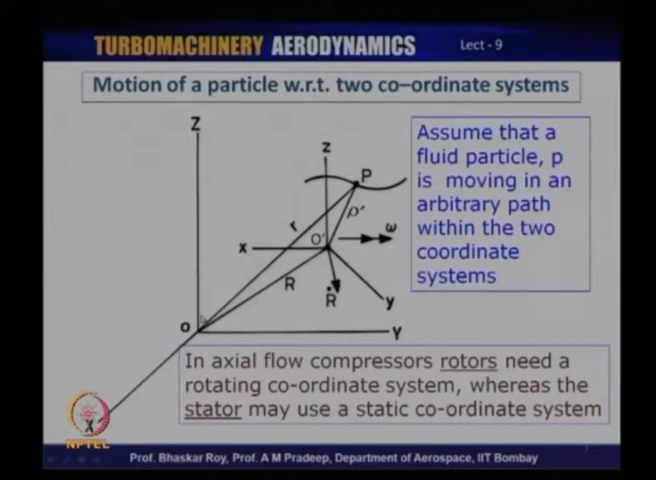 TURBOMACHINERY AERODYNAMICS
Lect - 9
Motion of a particle w.r.t. two co-ordinate systems
Z
z
P
r
ρ'
O'
ω
x
R
Ṙ
y
O
Y
X
Assume that a
fluid particle, p
is moving in an
arbitrary path
within the two
coordinate
systems
In axial flow compressors rotors need a
rotating co-ordinate system, whereas the
stator may use a static co-ordinate system
NPTEL
Prof. Bhaskar Roy, Prof. A M Pradeep, Department of Aerospace, IIT Bombay